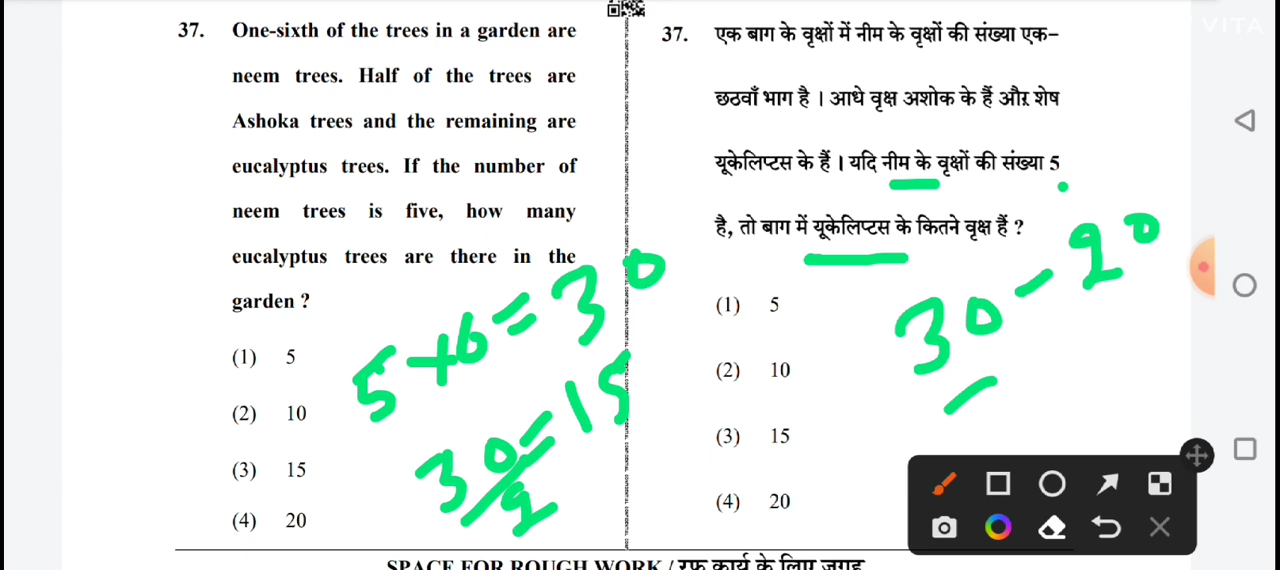 VITA
37. One-sixth of the trees in a garden are
neem trees. Half of the trees are
Ashoka trees and the remaining are
eucalyptus trees. If the number of
neem trees is five, how many
eucalyptus trees are there in the
garden ?
(1) 5
(2) 10
(3) 15
(4) 20
5 × 6 = 30
30/2 = 15
37. एक बाग के वृक्षों में नीम के वृक्षों की संख्या एक–
छठवाँ भाग है । आधे वृक्ष अशोक के हैं और शेष
यूकेलिप्टस के हैं । यदि नीम के वृक्षों की संख्या 5
है, तो बाग में यूकेलिप्टस के कितने वृक्ष हैं ?
(1) 5
(2) 10
(3) 15
(4) 20
30 - 20
SPACE FOR ROUGH WORK / रफ़ कार्य के लिए जगह